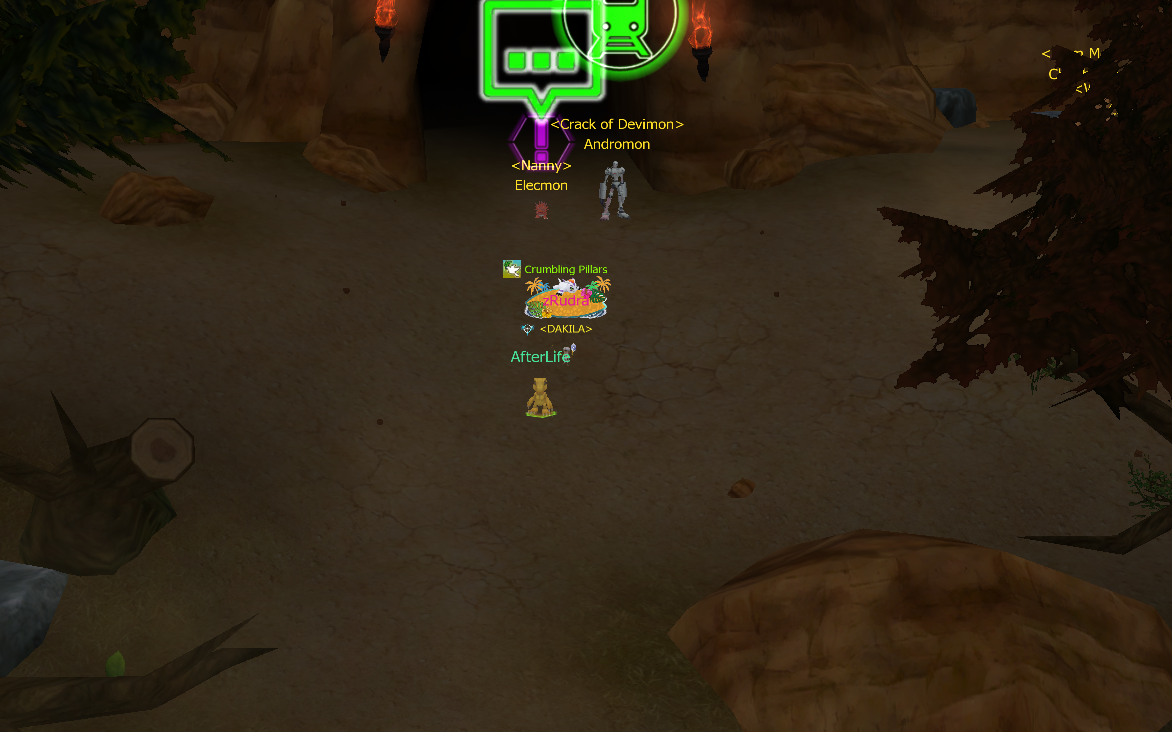 <Crack of Devimon>
Andromon
<Nanny>
Elecmon
Crumbling Pillars
zRudra
<DAKILA>
AfterLife